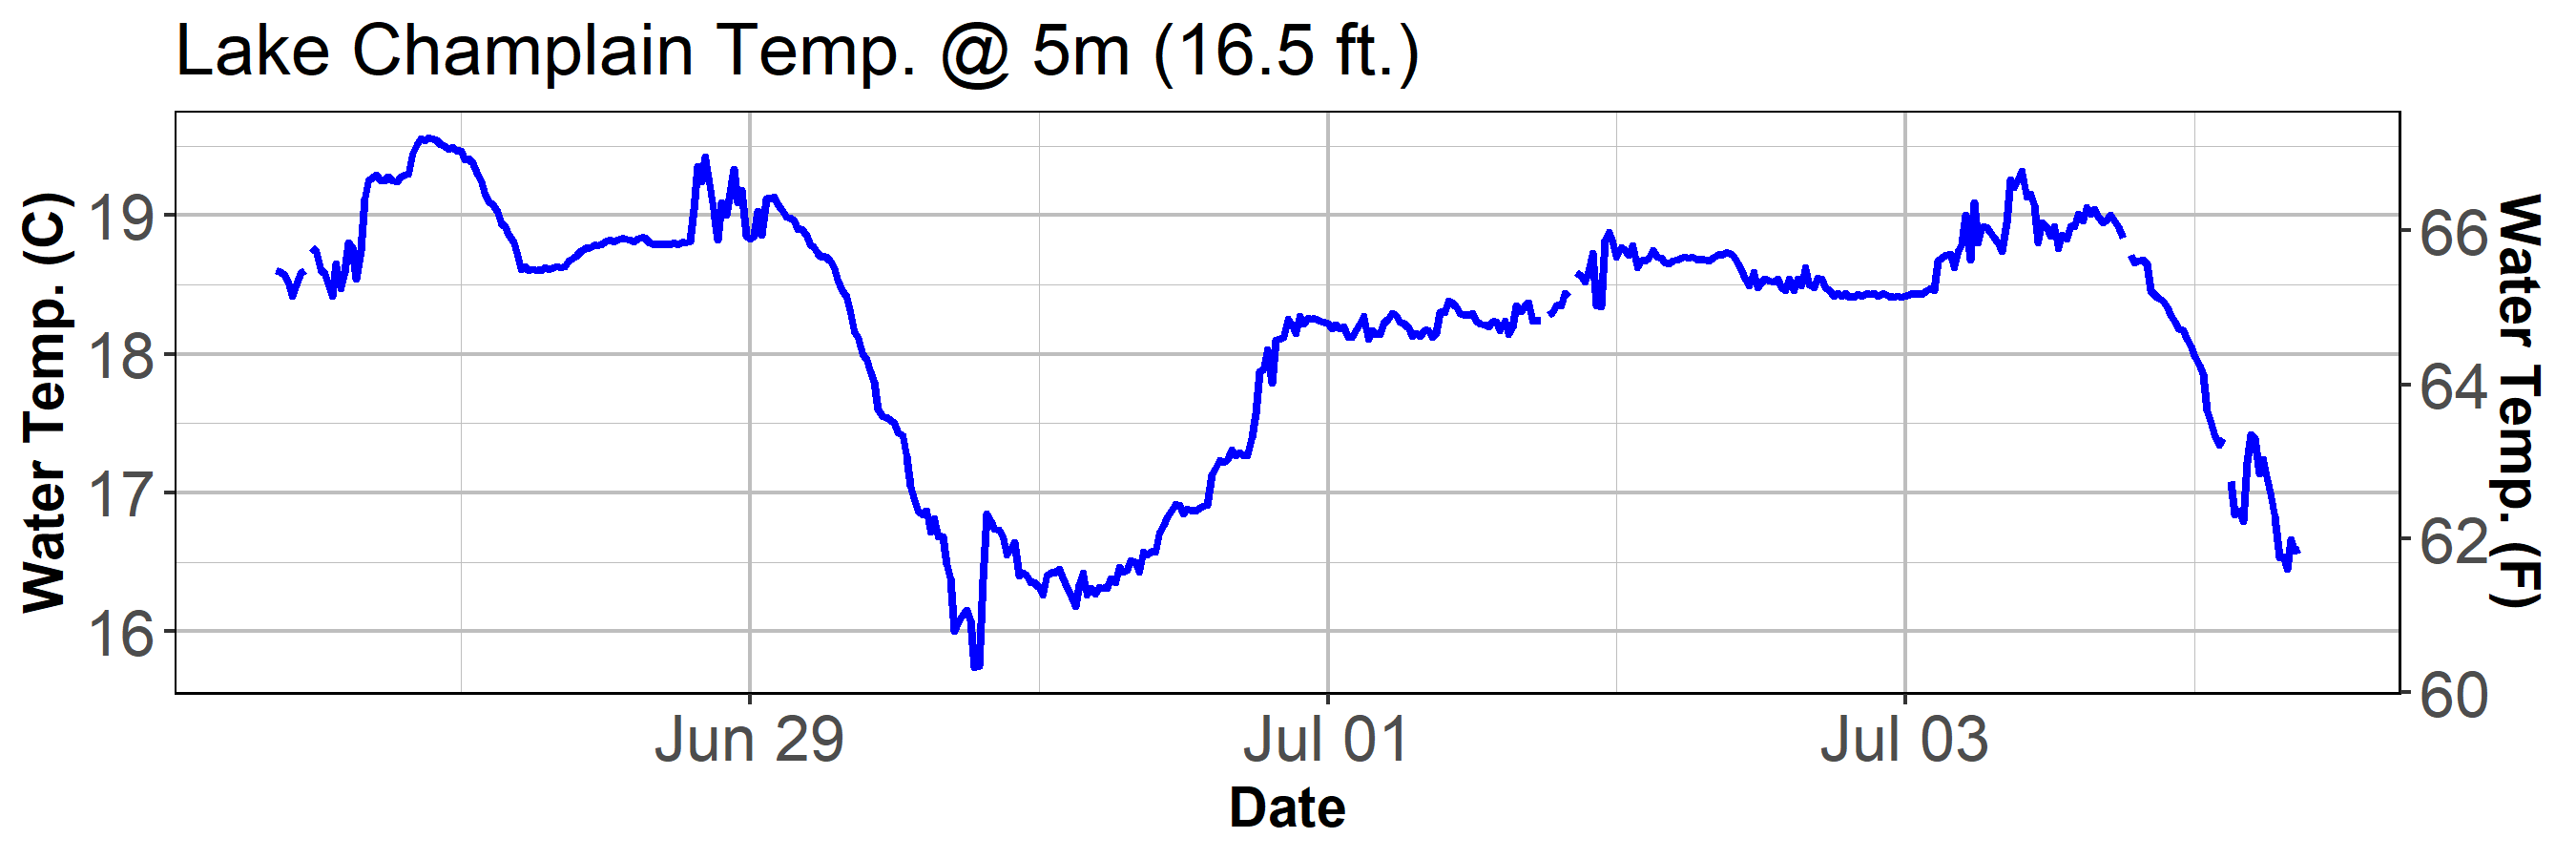 Lake Champlain Temp. @ 5m (16.5 ft.)
Water Temp. (C)
19
18
17
16
66
64
62
60
Water Temp. (F)
Jun 29
Jul 01
Jul 03
Date